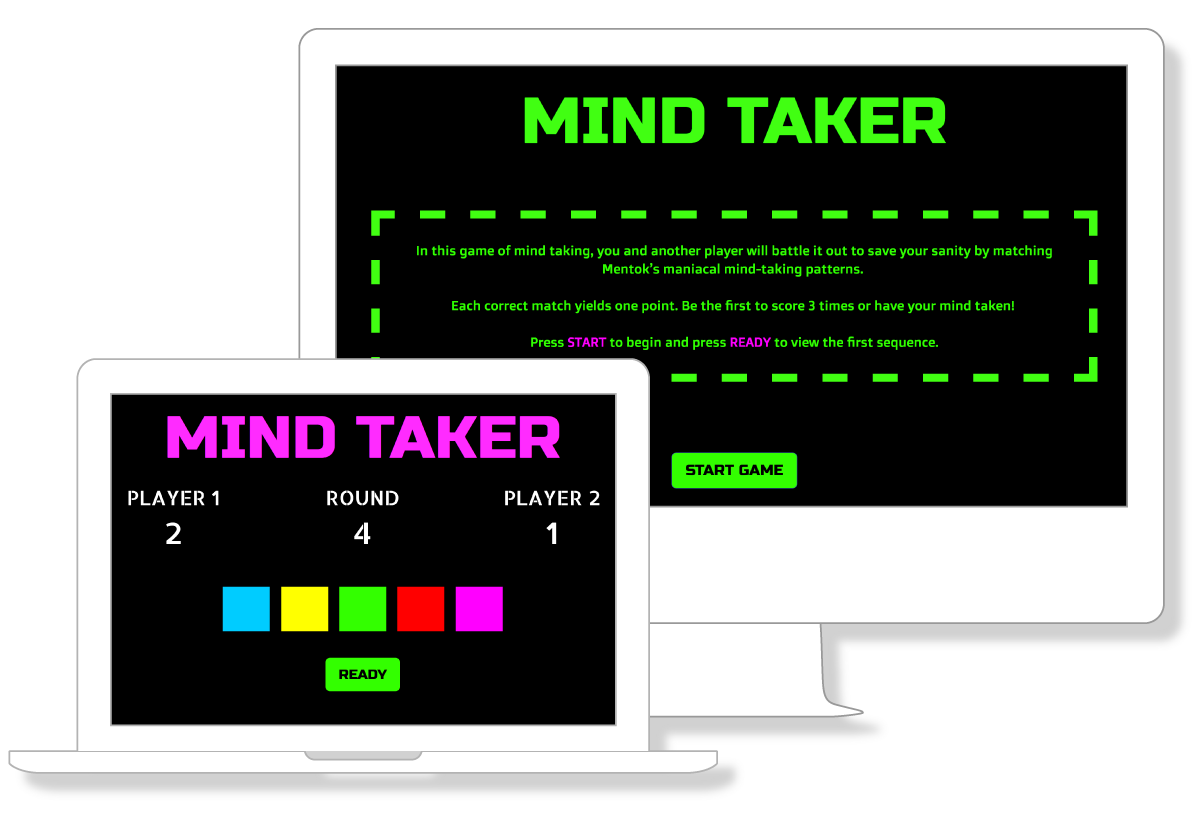 MIND TAKER
In this game of mind taking, you and another player will battle it out to save your sanity by matching
Mentok's maniacal mind-taking patterns.
Each correct match yields one point. Be the first to score 3 times or have your mind taken!
Press START to begin and press READY to view the first sequence.
START GAME
MIND TAKER
PLAYER 1 ROUND PLAYER 2
2 4 1
READY